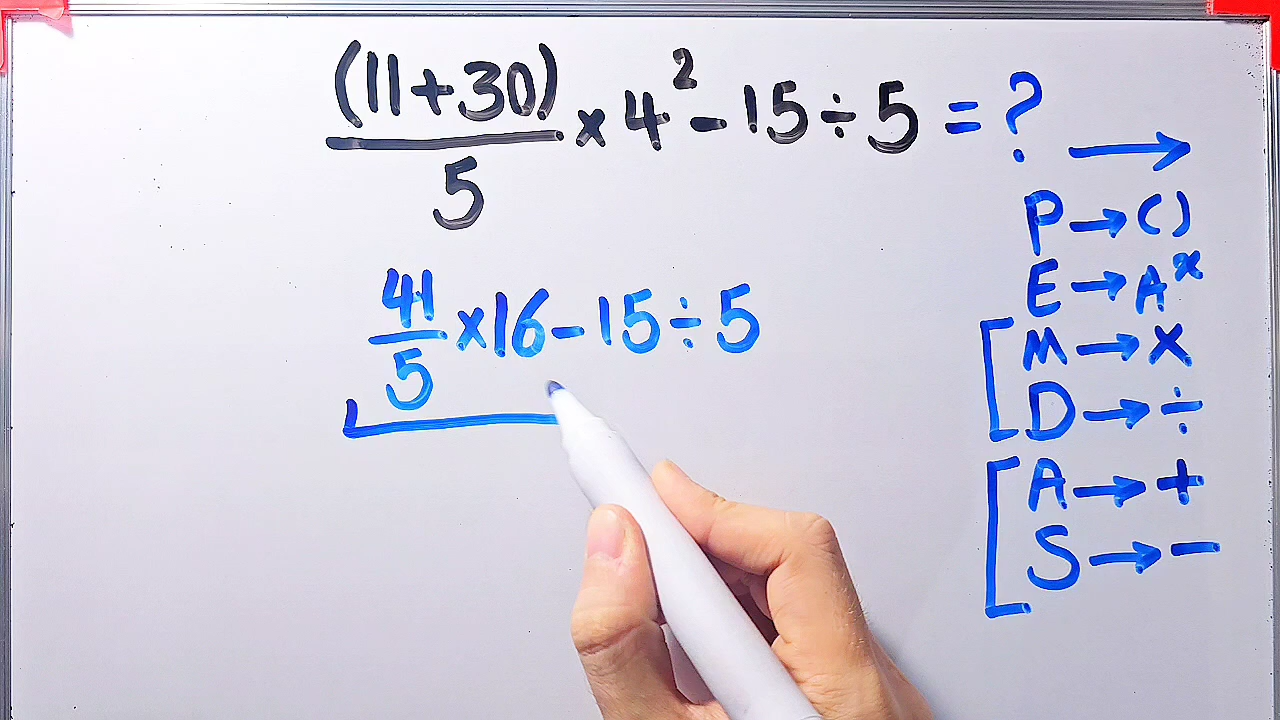 (11+30)/5 × 4² - 15 ÷ 5 = ?
→
P → ( )
E → Aˣ
41/5 × 16 - 15 ÷ 5
M → ×
D → ÷
A → +
S → -